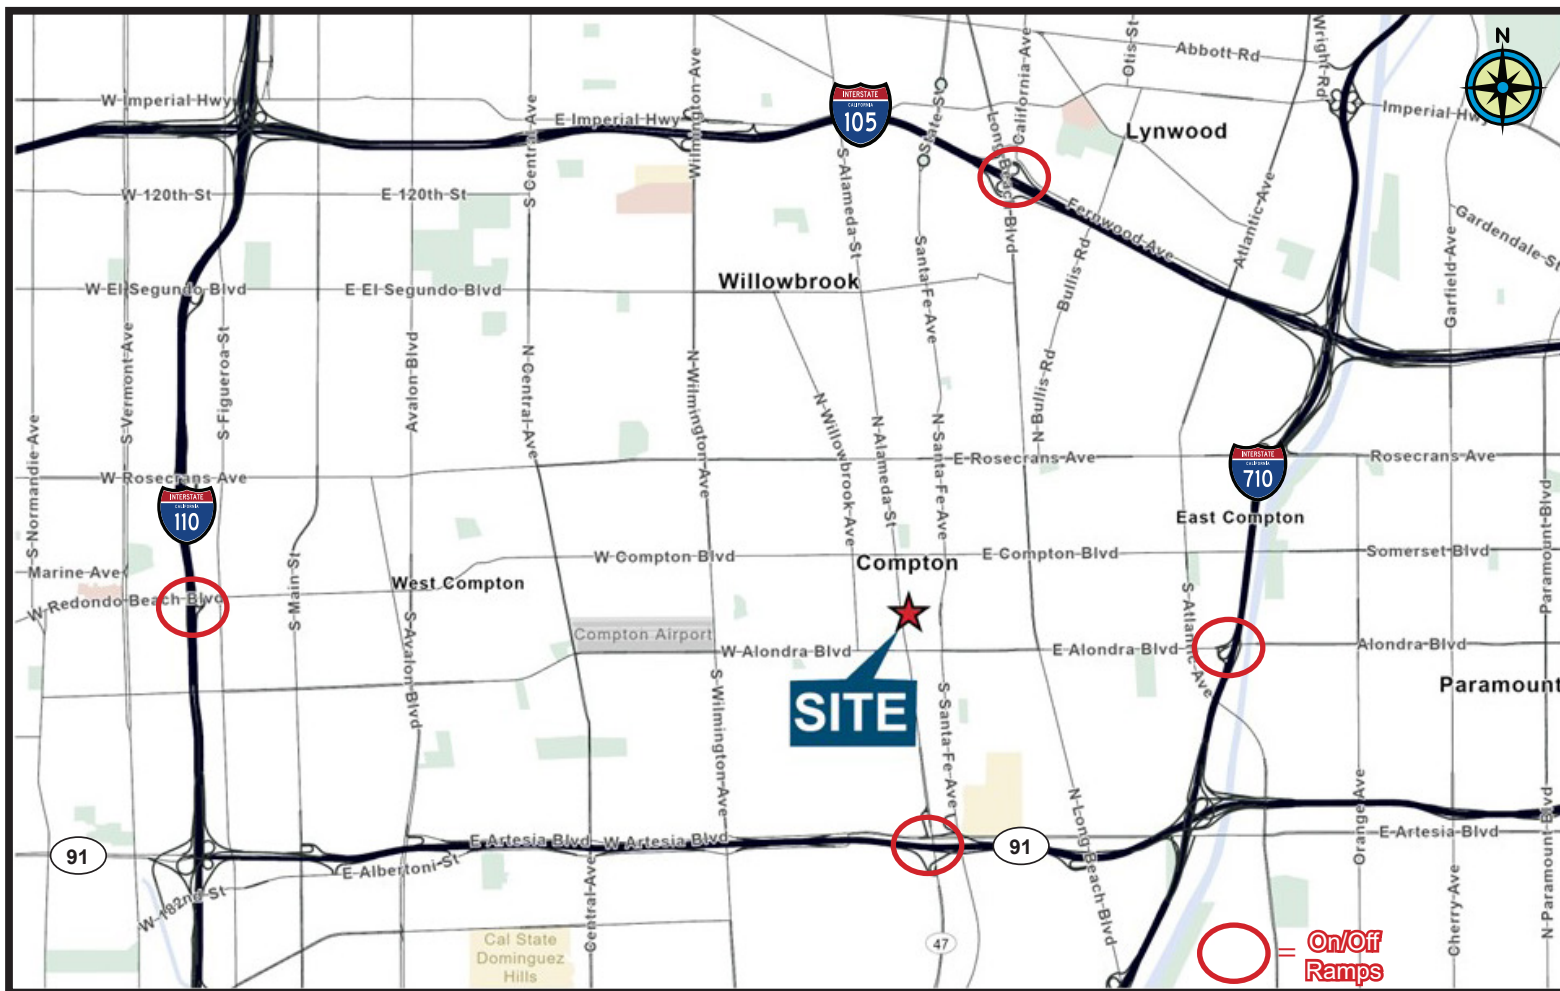 N
Abbott Rd
Otis St
Wright Rd
W Imperial Hwy
E Imperial Hwy
Imperial Hwy
INTERSTATE
CALIFORNIA
105
State St
Long Beach Blvd
California Ave
Lynwood
Wilmington Ave
S Central Ave
W 120th St
E 120th St
S Alameda St
Fernwood Ave
Atlantic Ave
Gardendale St
Garfield Ave
Bullis Rd
Santa Fe Ave
Willowbrook
W El Segundo Blvd
E El Segundo Blvd
S Vermont Ave
S Figueroa St
Avalon Blvd
N Central Ave
N Wilmington Ave
N Willowbrook Ave
N Alameda St
N Santa Fe Ave
N Bullis Rd
S Normandie Ave
W Rosecrans Ave
E Rosecrans Ave
Rosecrans Ave
INTERSTATE
CALIFORNIA
710
INTERSTATE
CALIFORNIA
110
East Compton
Paramount Blvd
W Compton Blvd
E Compton Blvd
Somerset Blvd
Compton
Marine Ave
West Compton
W Redondo Beach Blvd
S Main St
S Avalon Blvd
S Atlantic Ave
Compton Airport
W Alondra Blvd
E Alondra Blvd
Alondra Blvd
Paramount
SITE
S Wilmington Ave
S Santa Fe Ave
N Long Beach Blvd
Orange Ave
N Paramount Blvd
E Artesia Blvd
W Artesia Blvd
E Artesia Blvd
91
91
E Albertoni St
W 182nd St
Central Ave
Cherry Ave
47
Cal State
Dominguez
Hills
= On/Off
Ramps